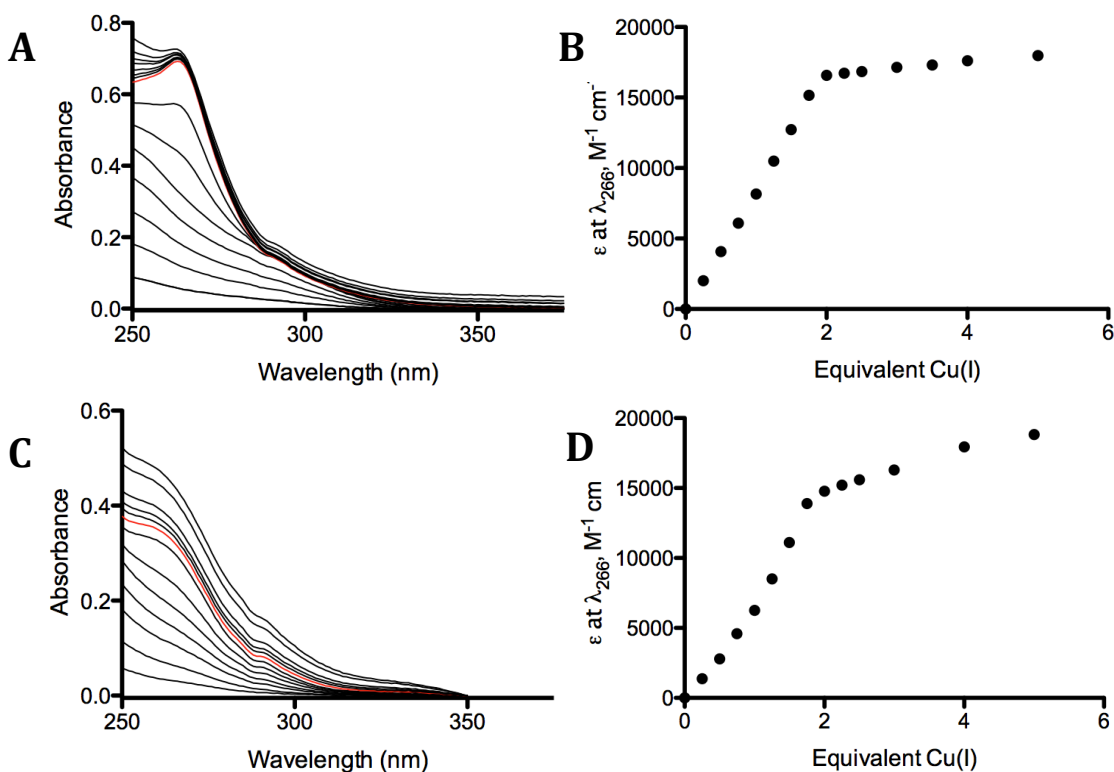 A
0.8
0.6
0.4
0.2
0.0
Absorbance
250
300
350
Wavelength (nm)
B
20000
15000
10000
5000
0
ε at λ266, M-1 cm-
0
2
4
6
Equivalent Cu(I)
C
0.6
0.4
0.2
0.0
Absorbance
250
300
350
Wavelength (nm)
D
20000
15000
10000
5000
0
ε at λ266, M-1 cm
0
2
4
6
Equivalent Cu(I)